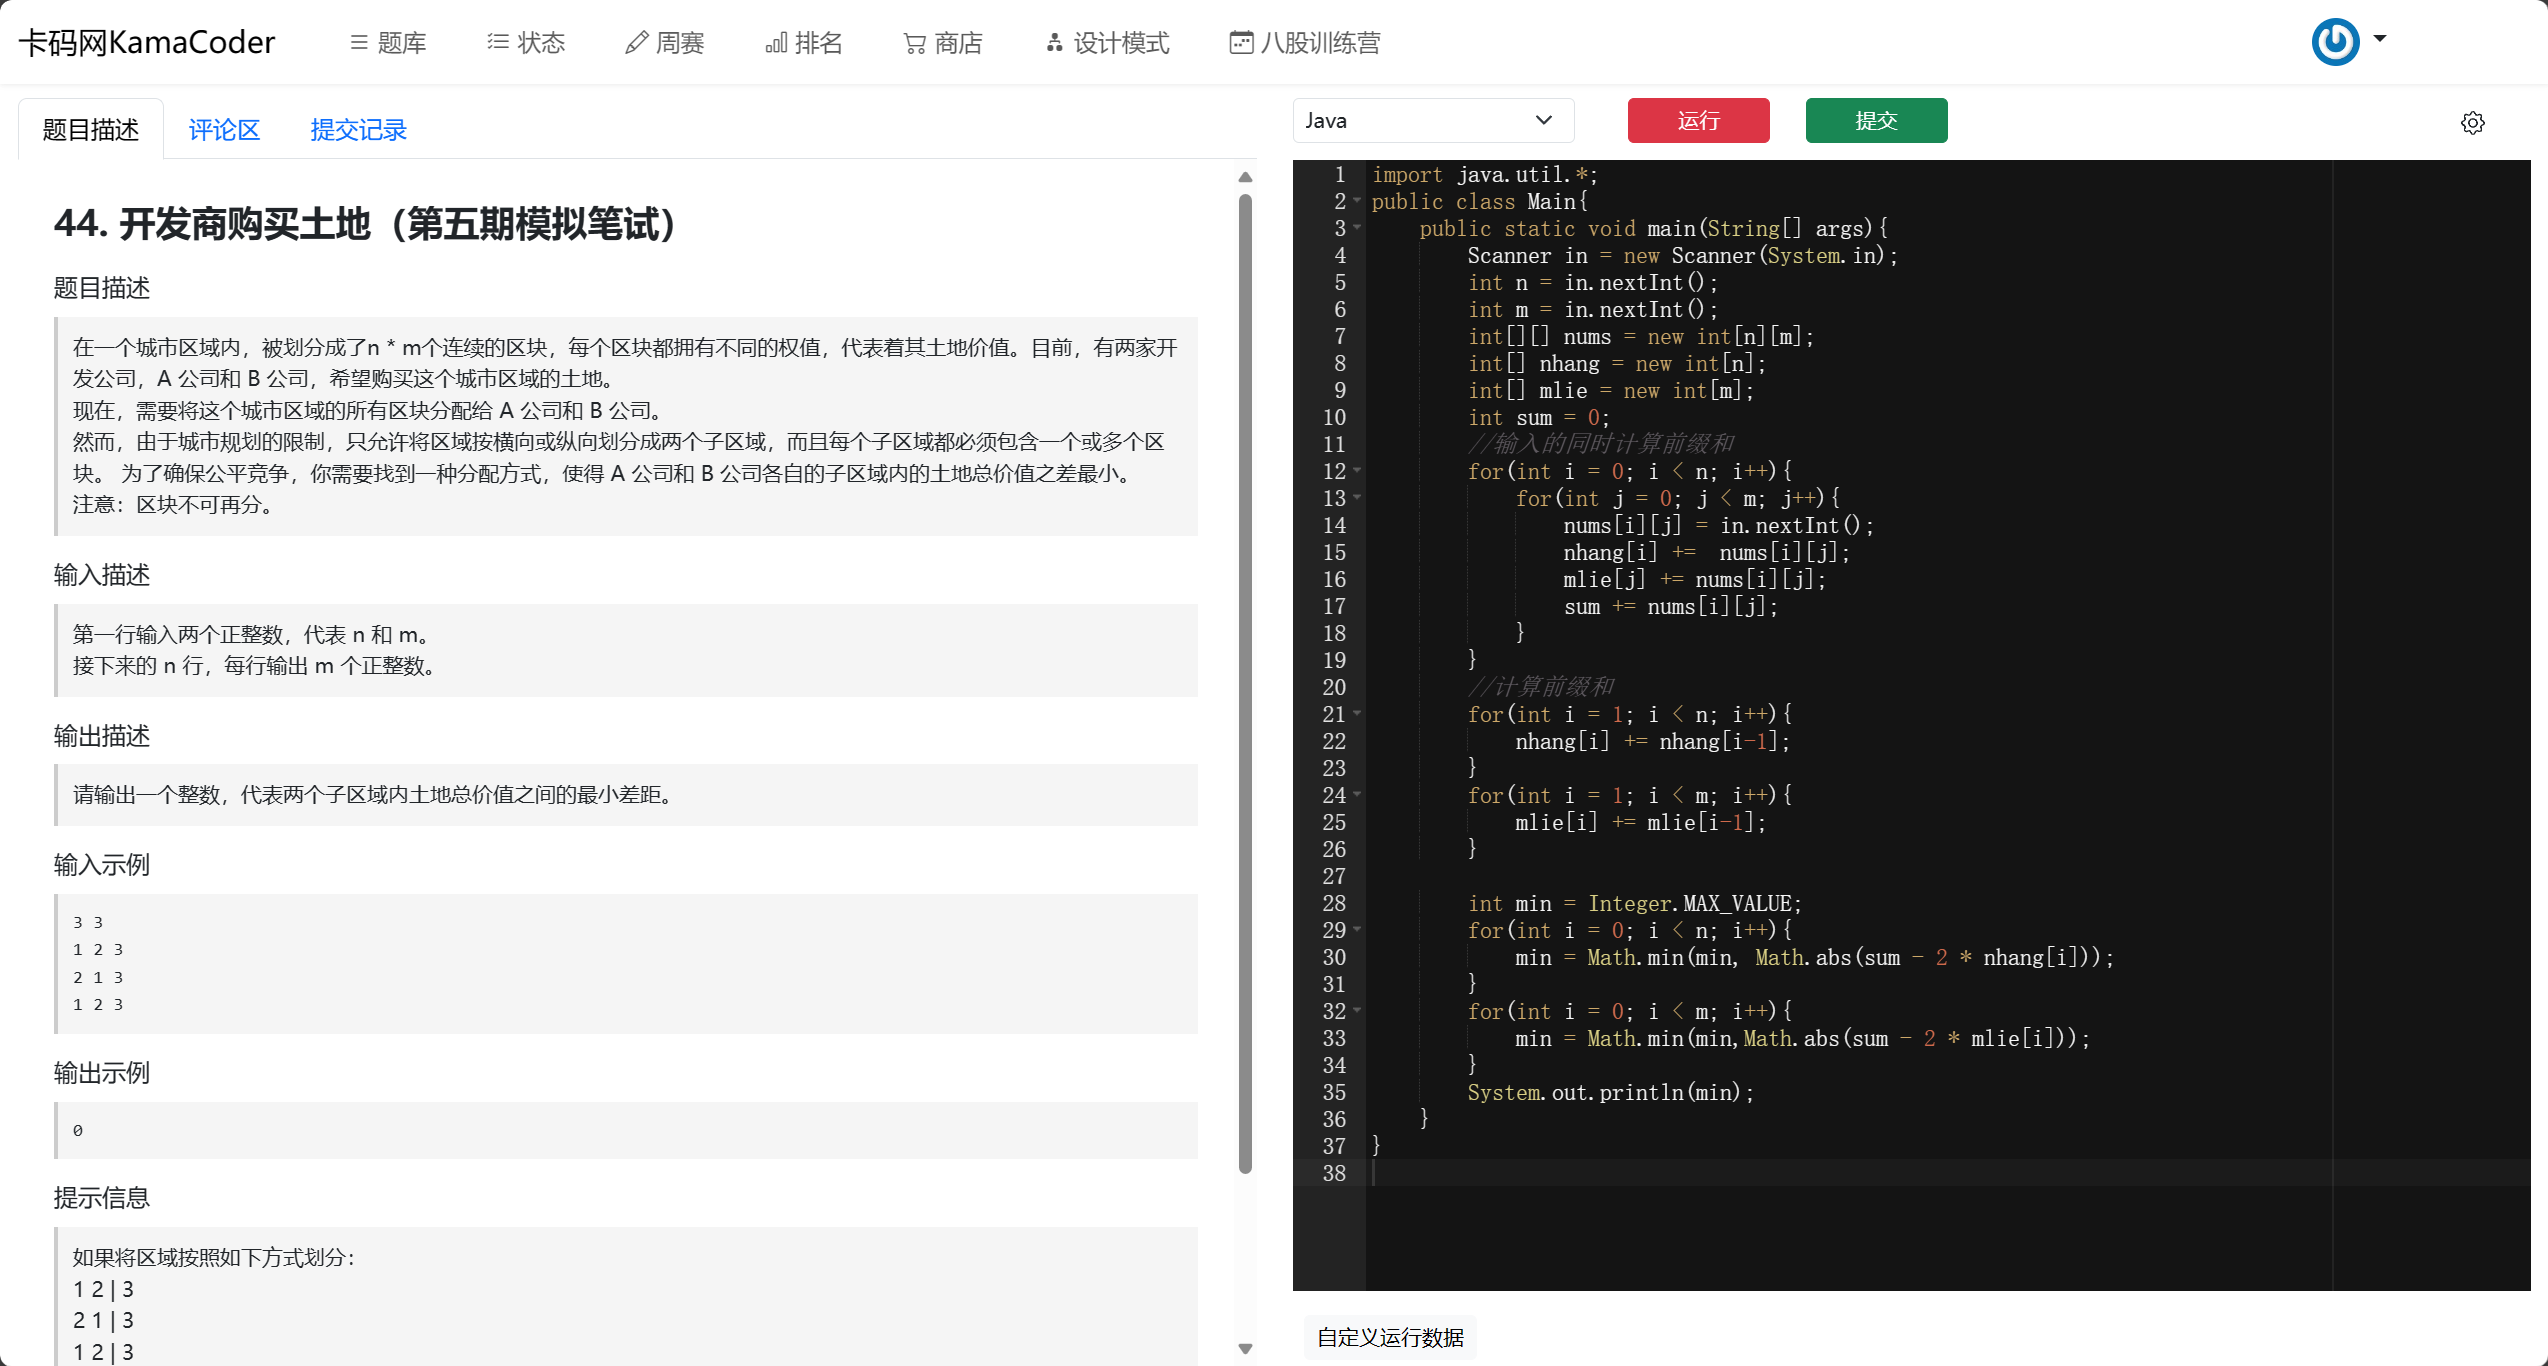 卡码网KamaCoder
题库
状态
周赛
排名
商店
设计模式
八股训练营
题目描述
评论区
提交记录
44. 开发商购买土地（第五期模拟笔试）
题目描述
在一个城市区域内，被划分成了n * m个连续的区块，每个区块都拥有不同的权值，代表着其土地价值。目前，有两家开
发公司，A 公司和 B 公司，希望购买这个城市区域的土地。
现在，需要将这个城市区域的所有区块分配给 A 公司和 B 公司。
然而，由于城市规划的限制，只允许将区域按横向或纵向划分成两个子区域，而且每个子区域都必须包含一个或多个区
块。 为了确保公平竞争，你需要找到一种分配方式，使得 A 公司和 B 公司各自的子区域内的土地总价值之差最小。
注意：区块不可再分。
输入描述
第一行输入两个正整数，代表 n 和 m。
接下来的 n 行，每行输出 m 个正整数。
输出描述
请输出一个整数，代表两个子区域内土地总价值之间的最小差距。
输入示例
3 3
1 2 3
2 1 3
1 2 3
输出示例
0
提示信息
如果将区域按照如下方式划分：
1 2 | 3
2 1 | 3
1 2 | 3
Java
运行
提交
1 import java.util.*;
2 public class Main{
3     public static void main(String[] args){
4         Scanner in = new Scanner(System.in);
5         int n = in.nextInt();
6         int m = in.nextInt();
7         int[][] nums = new int[n][m];
8         int[] nhang = new int[n];
9         int[] mlie = new int[m];
10         int sum = 0;
11         //输入的同时计算前缀和
12         for(int i = 0; i < n; i++){
13             for(int j = 0; j < m; j++){
14                 nums[i][j] = in.nextInt();
15                 nhang[i] +=  nums[i][j];
16                 mlie[j] += nums[i][j];
17                 sum += nums[i][j];
18             }
19         }
20         //计算前缀和
21         for(int i = 1; i < n; i++){
22             nhang[i] += nhang[i-1];
23         }
24         for(int i = 1; i < m; i++){
25             mlie[i] += mlie[i-1];
26         }
27
28         int min = Integer.MAX_VALUE;
29         for(int i = 0; i < n; i++){
30             min = Math.min(min, Math.abs(sum - 2 * nhang[i]));
31         }
32         for(int i = 0; i < m; i++){
33             min = Math.min(min,Math.abs(sum - 2 * mlie[i]));
34         }
35         System.out.println(min);
36     }
37 }
38
自定义运行数据